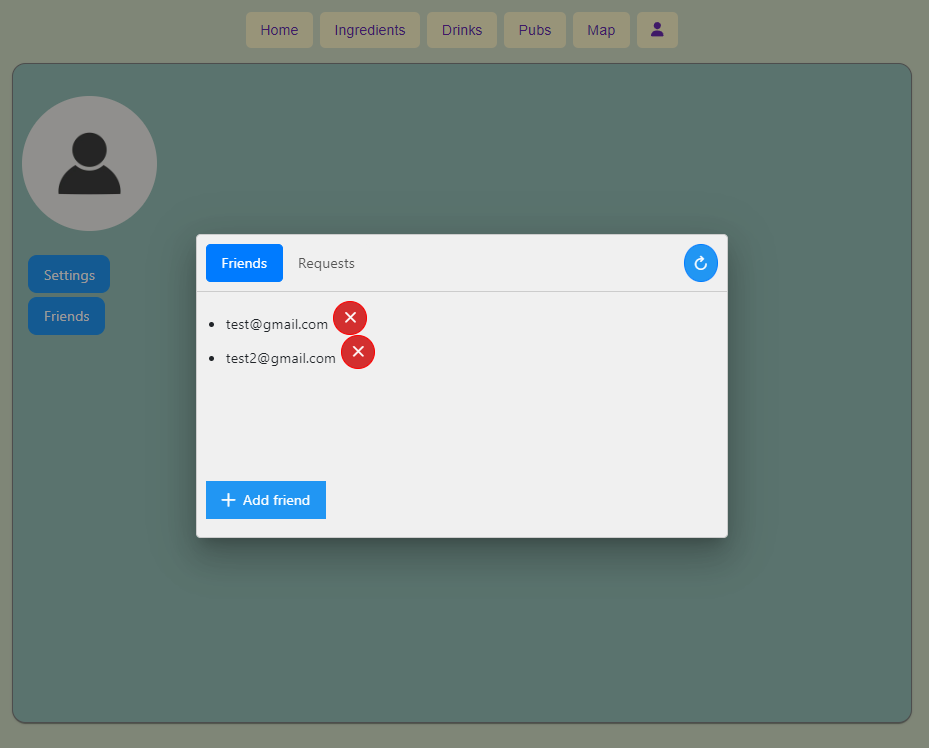 Home Ingredients Drinks Pubs Map
Settings
Friends
Friends Requests
test@gmail.com
test2@gmail.com
Add friend